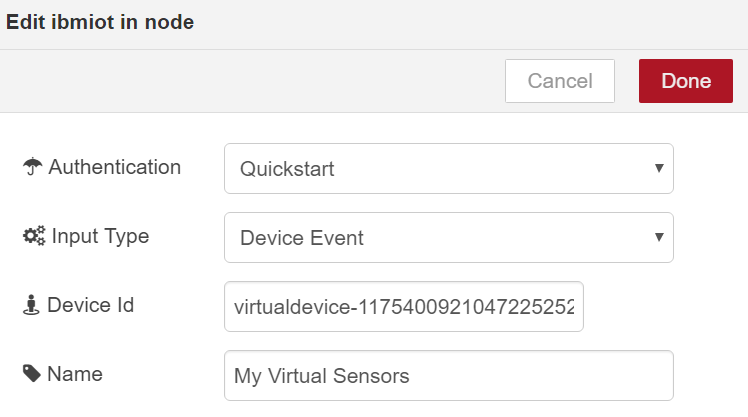 Edit ibmiot in node
Cancel Done
Authentication Quickstart
Input Type Device Event
Device Id virtualdevice-1175400921047225252
Name My Virtual Sensors